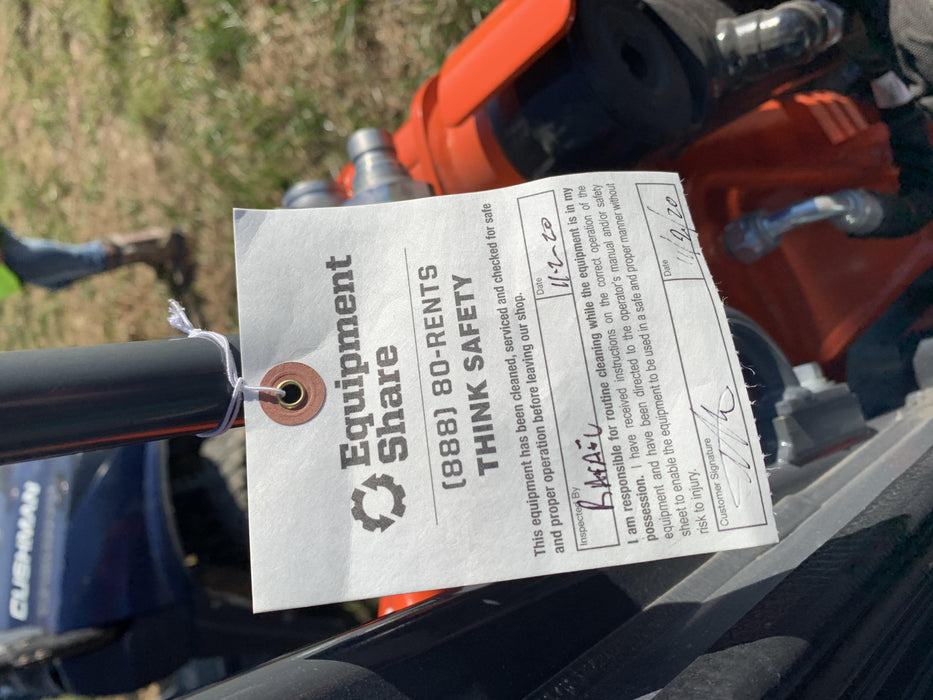 Equipment
Share
(888) 80-RENTS
THINK SAFETY
This equipment has been cleaned, serviced and checked for safe
and proper operation before leaving our shop.
Inspected By
RAFAEL
Date
11-2-20
I am responsible for routine cleaning while the equipment is in my
possession. I have received instructions on the correct operation of the
equipment and have been directed to the operator's manual and/or safety
sheet to enable the equipment to be used in a safe and proper manner without
risk to injury.
Customer Signature
Date
11/2/20
CUSHMAN